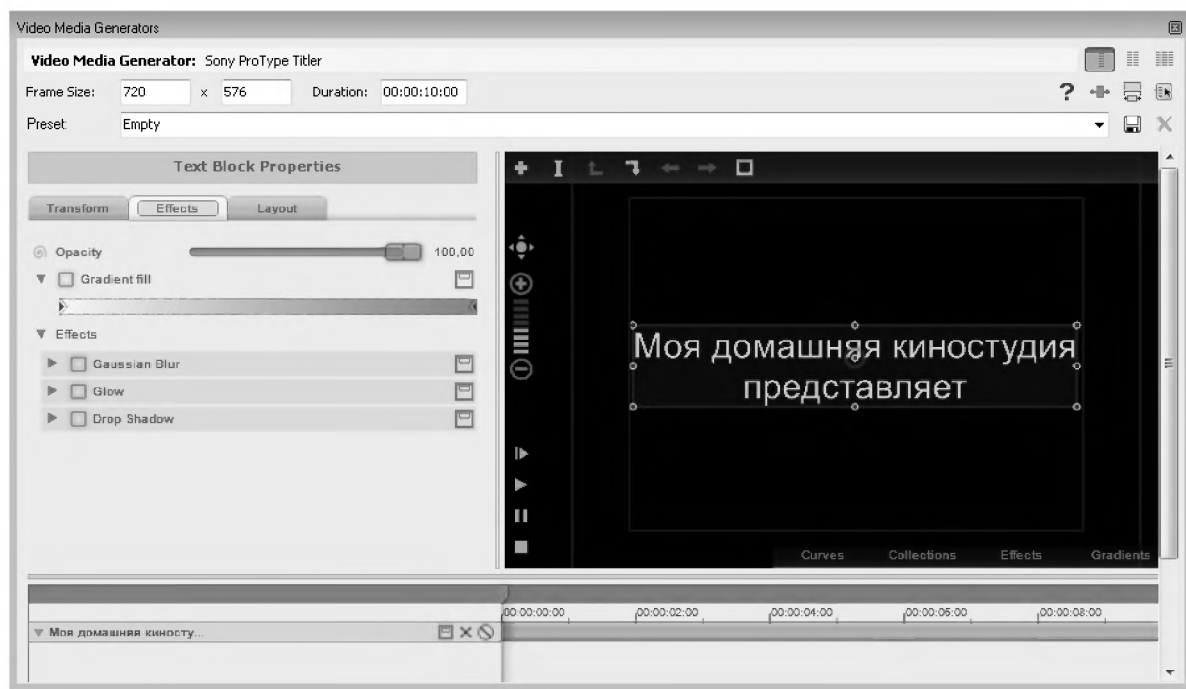 Video Media Generators
Video Media Generator: Sony ProType Titler
Frame Size: 720 x 576 Duration: 00:00:10:00
?
Preset: Empty
Text Block Properties
Transform Effects Layout
Opacity 100,00
Gradient fill
Effects
Gaussian Blur
Glow
Drop Shadow
Моя домашняя киностудия
представляет
Curves Collections Effects Gradients
00:00:00:00 00:00:02:00 00:00:04:00 00:00:06:00 00:00:08:00
Моя домашняя киносту...